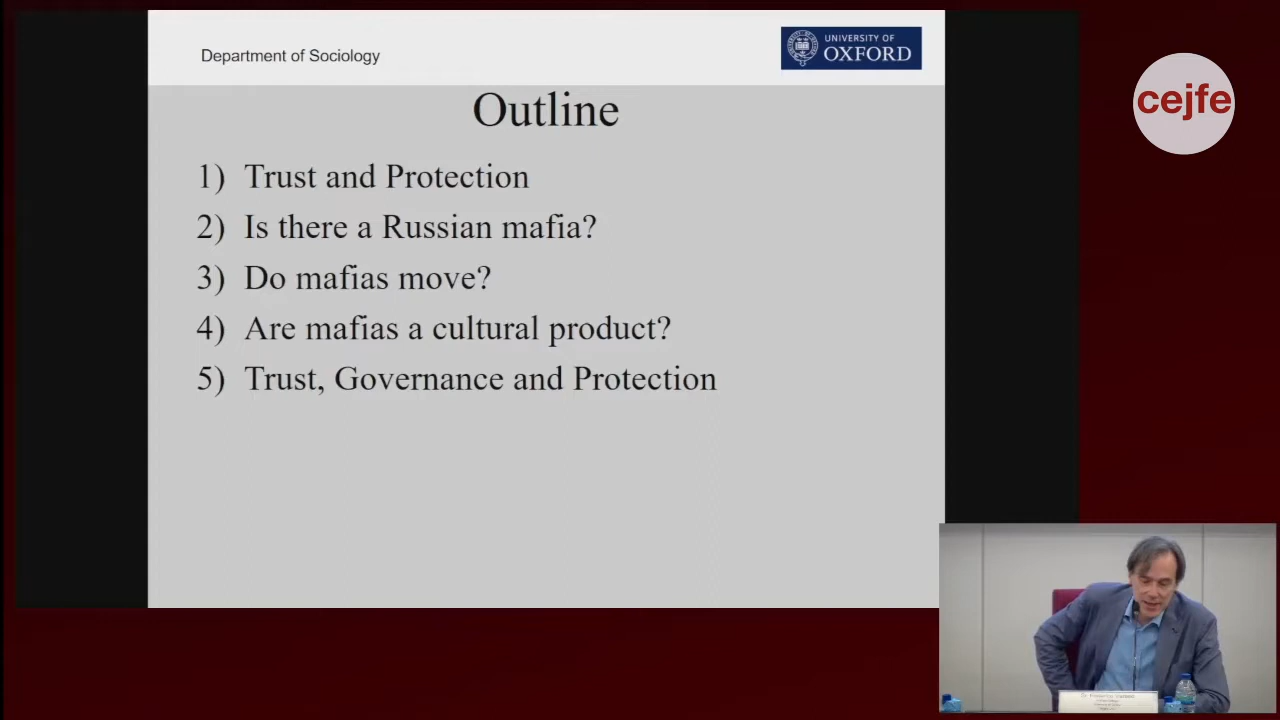 Department of Sociology
UNIVERSITY OF
OXFORD
cejfe
Outline
1) Trust and Protection
2) Is there a Russian mafia?
3) Do mafias move?
4) Are mafias a cultural product?
5) Trust, Governance and Protection